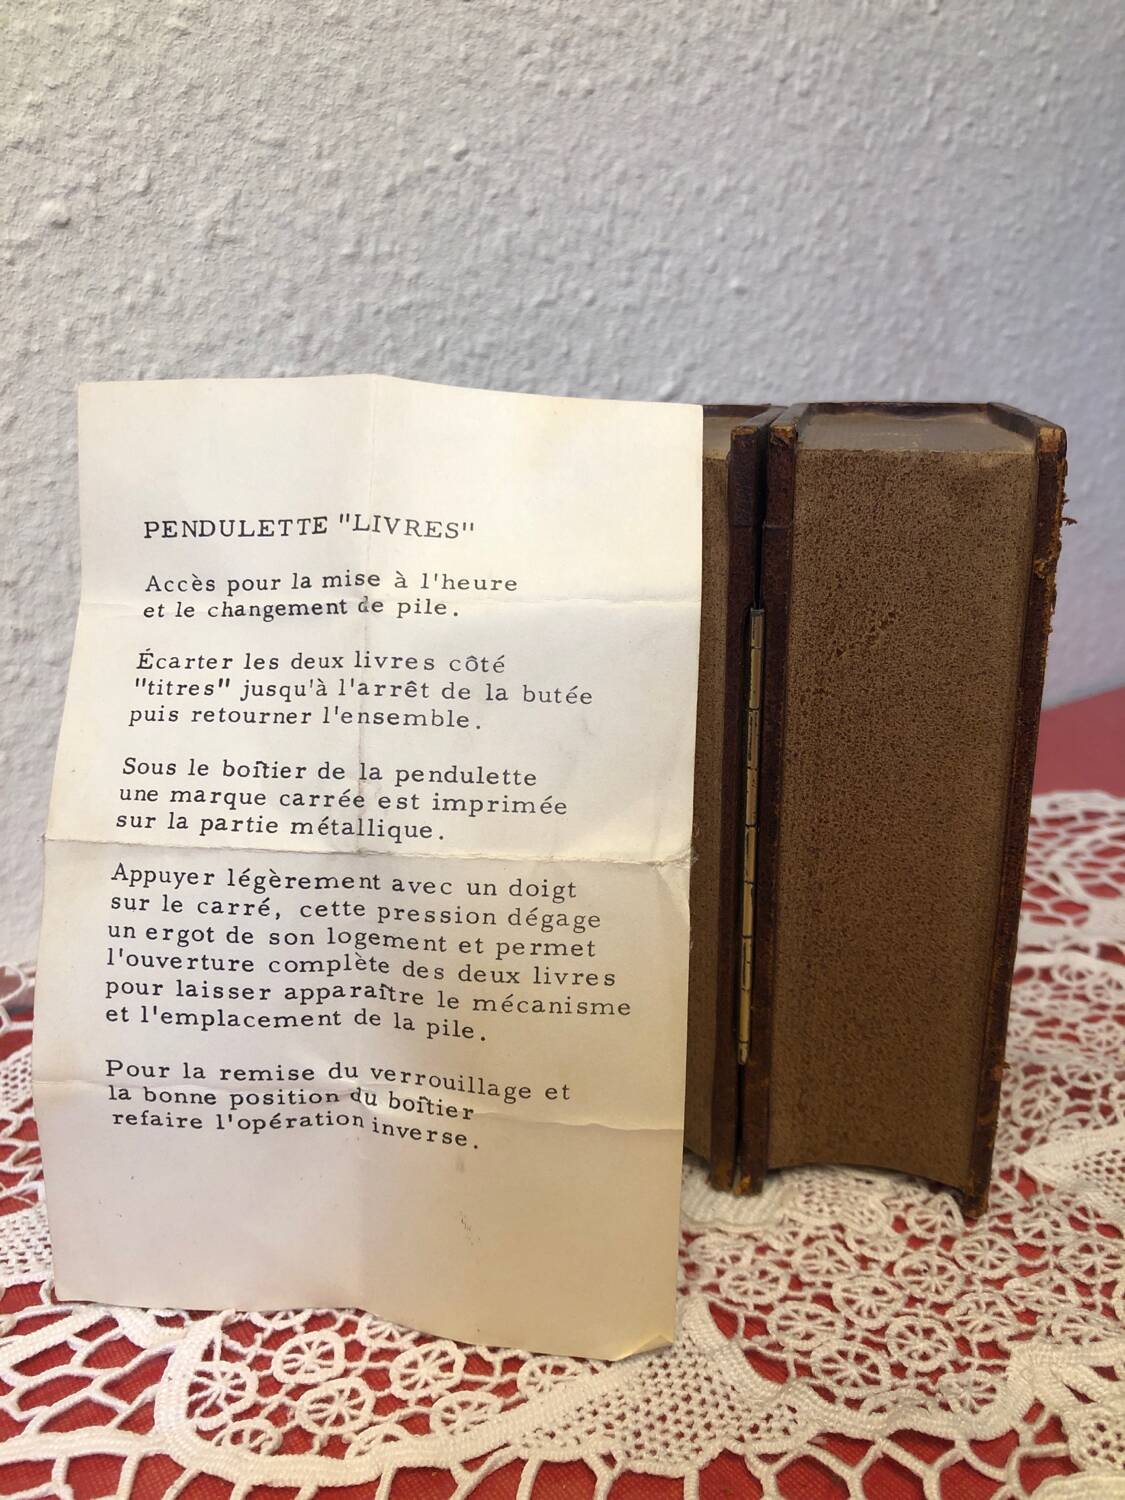 PENDULETTE "LIVRES"
Accès pour la mise à l'heure
et le changement de pile.
Écarter les deux livres côté
"titres" jusqu'à l'arrêt de la butée
puis retourner l'ensemble.
Sous le boîtier de la pendulette
une marque carrée est imprimée
sur la partie métallique.
Appuyer légèrement avec un doigt
sur le carré, cette pression dégage
un ergot de son logement et permet
l'ouverture complète des deux livres
pour laisser apparaître le mécanisme
et l'emplacement de la pile.
Pour la remise du verrouillage et
la bonne position du boîtier
refaire l'opération inverse.